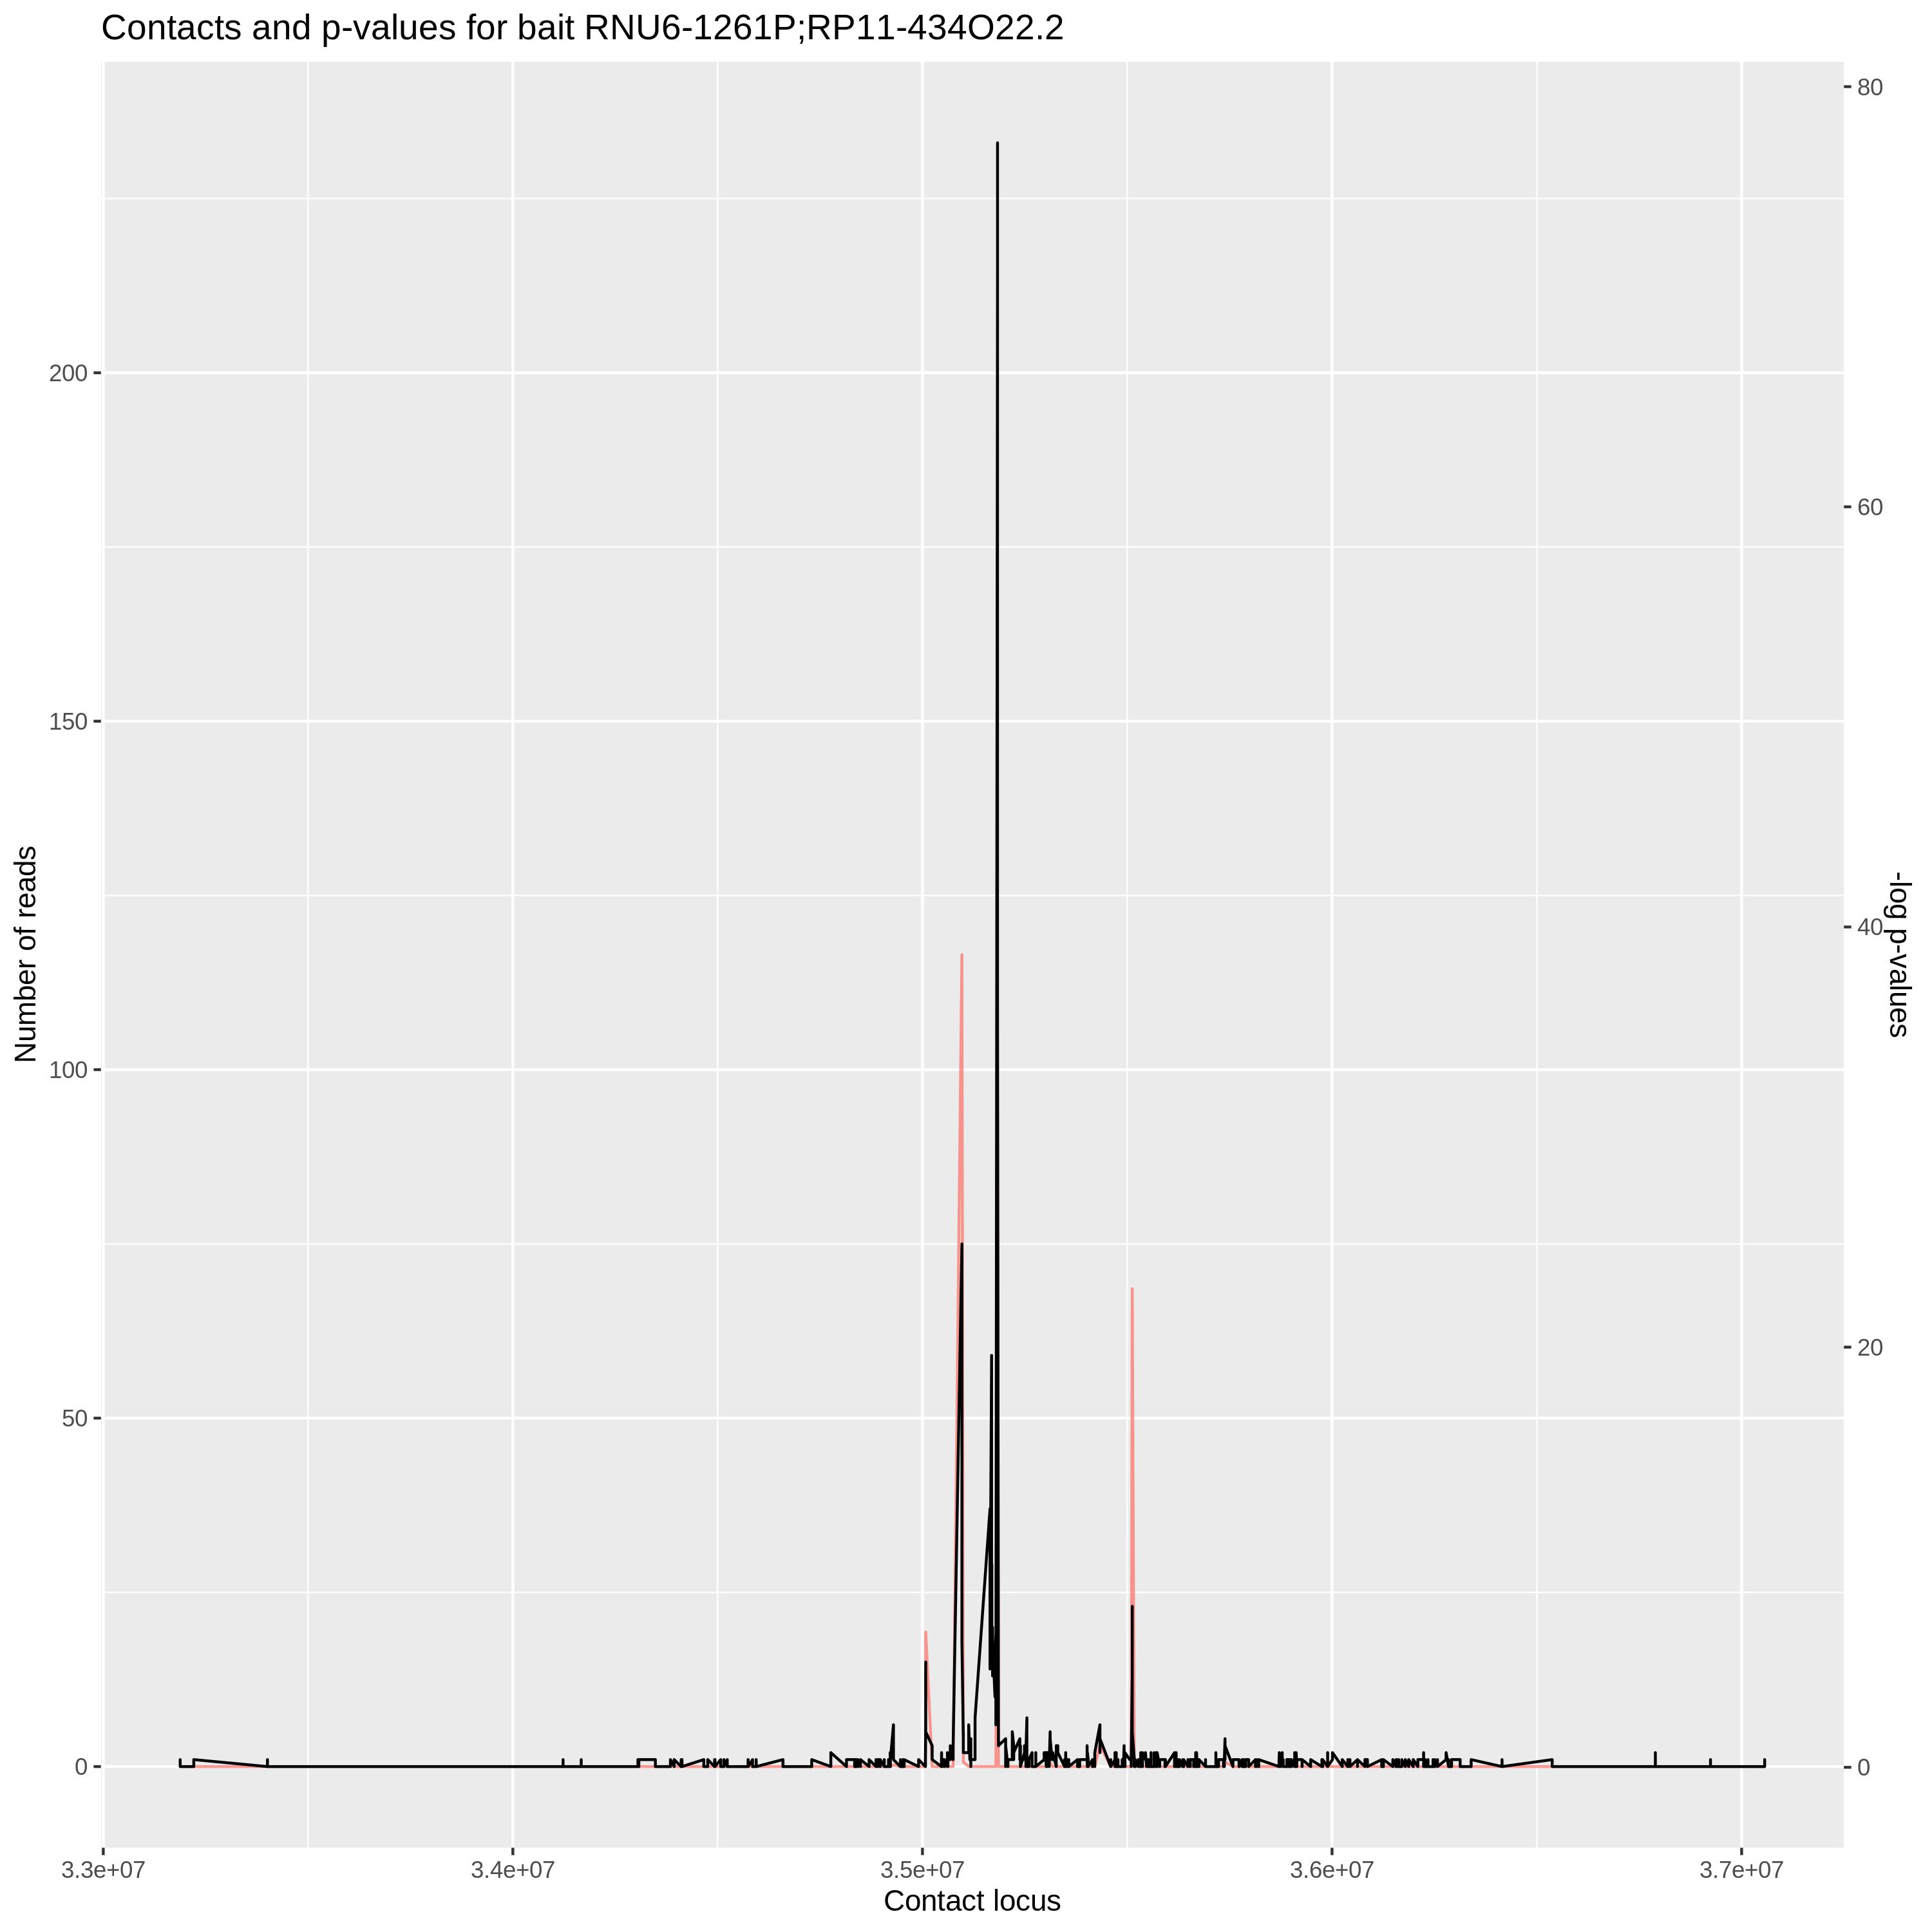 Contacts and p-values for bait RNU6-1261P;RP11-434O22.2
80
200
60
150
Number of reads
-log p-values
40
100
20
50
0
0
3.3e+07 3.4e+07 3.5e+07 3.6e+07 3.7e+07
Contact locus